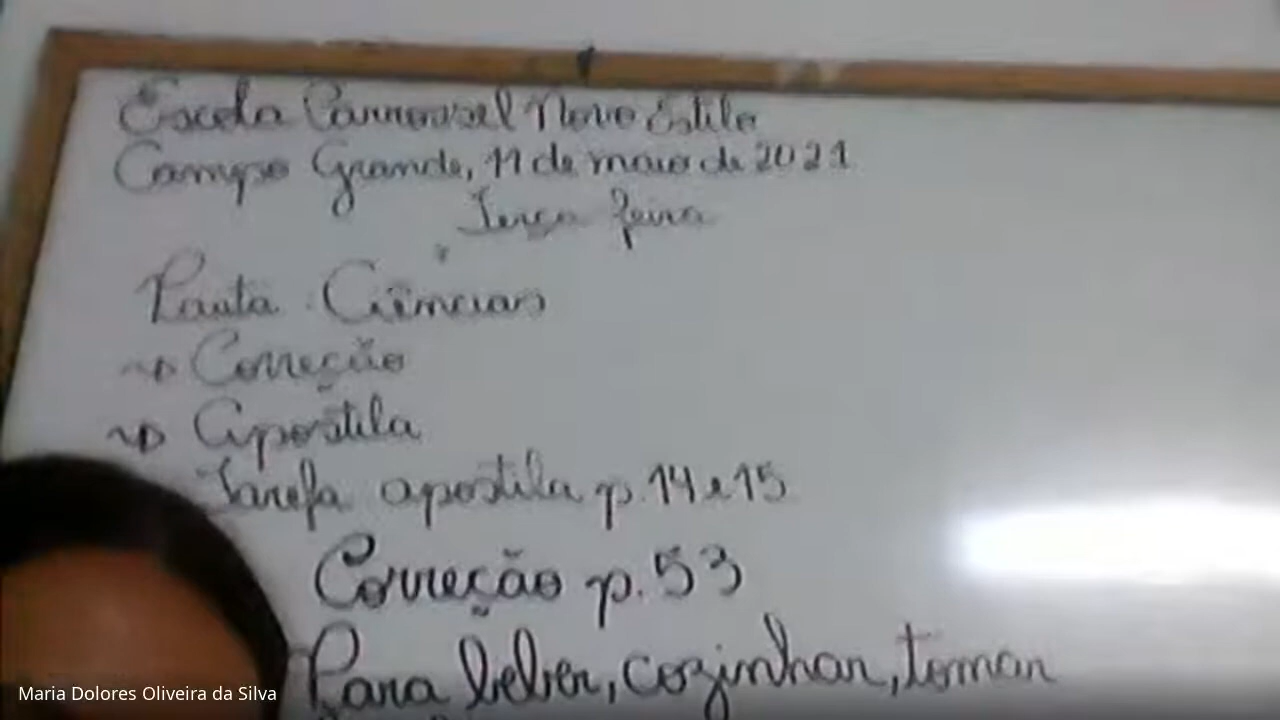 Escola Carrossel Novo Estilo
Campo Grande, 11 de maio de 2021
Terça feira
Pauta Ciências
Correção
Apostila
Tarefa apostila p.14 e 15
Correção p.53
Para beber, cozinhar, tomar
Maria Dolores Oliveira da Silva